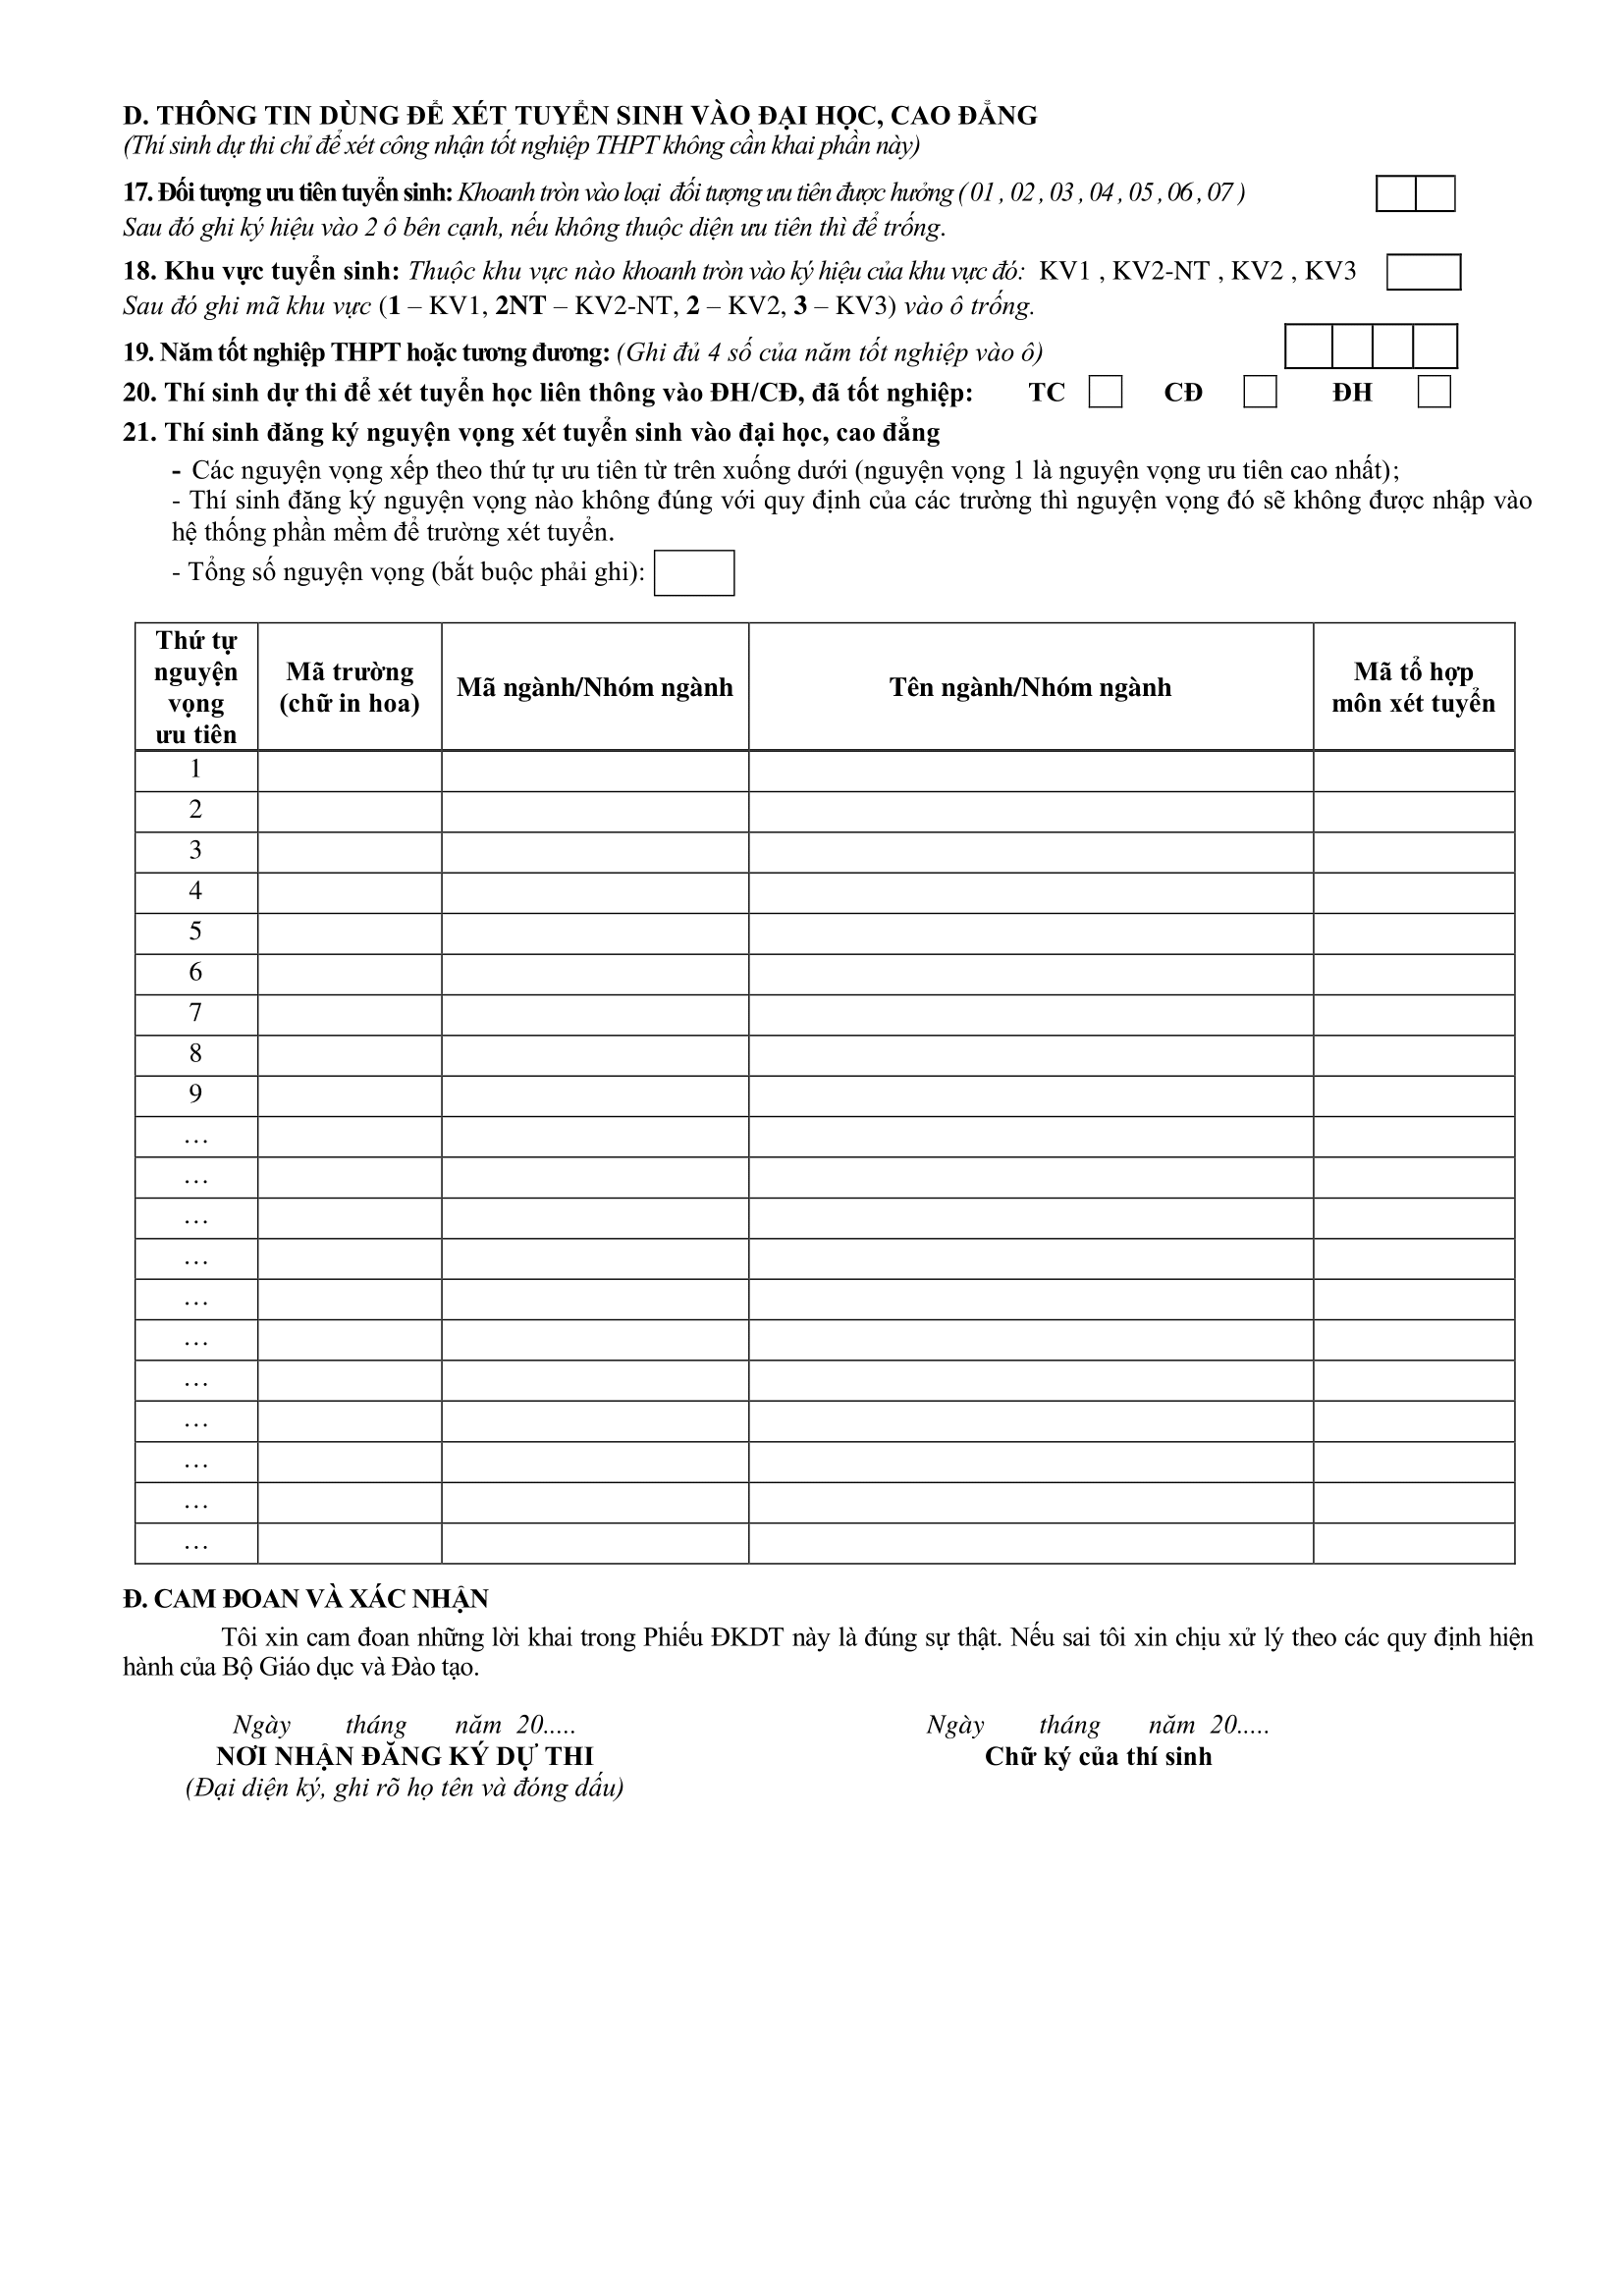 D. THÔNG TIN DÙNG ĐỂ XÉT TUYỂN SINH VÀO ĐẠI HỌC, CAO ĐẲNG
(Thí sinh dự thi chỉ để xét công nhận tốt nghiệp THPT không cần khai phần này)
17. Đối tượng ưu tiên tuyển sinh: Khoanh tròn vào loại đối tượng ưu tiên được hưởng ( 01 , 02 , 03 , 04 , 05 , 06 , 07 )
Sau đó ghi ký hiệu vào 2 ô bên cạnh, nếu không thuộc diện ưu tiên thì để trống.
18. Khu vực tuyển sinh: Thuộc khu vực nào khoanh tròn vào ký hiệu của khu vực đó: KV1 , KV2-NT , KV2 , KV3
Sau đó ghi mã khu vực (1 – KV1, 2NT – KV2-NT, 2 – KV2, 3 – KV3) vào ô trống.
19. Năm tốt nghiệp THPT hoặc tương đương: (Ghi đủ 4 số của năm tốt nghiệp vào ô)
20. Thí sinh dự thi để xét tuyển học liên thông vào ĐH/CĐ, đã tốt nghiệp: TC CĐ ĐH
21. Thí sinh đăng ký nguyện vọng xét tuyển sinh vào đại học, cao đẳng
- Các nguyện vọng xếp theo thứ tự ưu tiên từ trên xuống dưới (nguyện vọng 1 là nguyện vọng ưu tiên cao nhất);
- Thí sinh đăng ký nguyện vọng nào không đúng với quy định của các trường thì nguyện vọng đó sẽ không được nhập vào
hệ thống phần mềm để trường xét tuyển.
- Tổng số nguyện vọng (bắt buộc phải ghi):
Thứ tự
nguyện
vọng
ưu tiên
Mã trường
(chữ in hoa)
Mã ngành/Nhóm ngành
Tên ngành/Nhóm ngành
Mã tổ hợp
môn xét tuyển
1
2
3
4
5
6
7
8
9
…
…
…
…
…
…
…
…
…
…
…
Đ. CAM ĐOAN VÀ XÁC NHẬN
Tôi xin cam đoan những lời khai trong Phiếu ĐKDT này là đúng sự thật. Nếu sai tôi xin chịu xử lý theo các quy định hiện
hành của Bộ Giáo dục và Đào tạo.
Ngày tháng năm 20.....
NƠI NHẬN ĐĂNG KÝ DỰ THI
(Đại diện ký, ghi rõ họ tên và đóng dấu)
Ngày tháng năm 20.....
Chữ ký của thí sinh